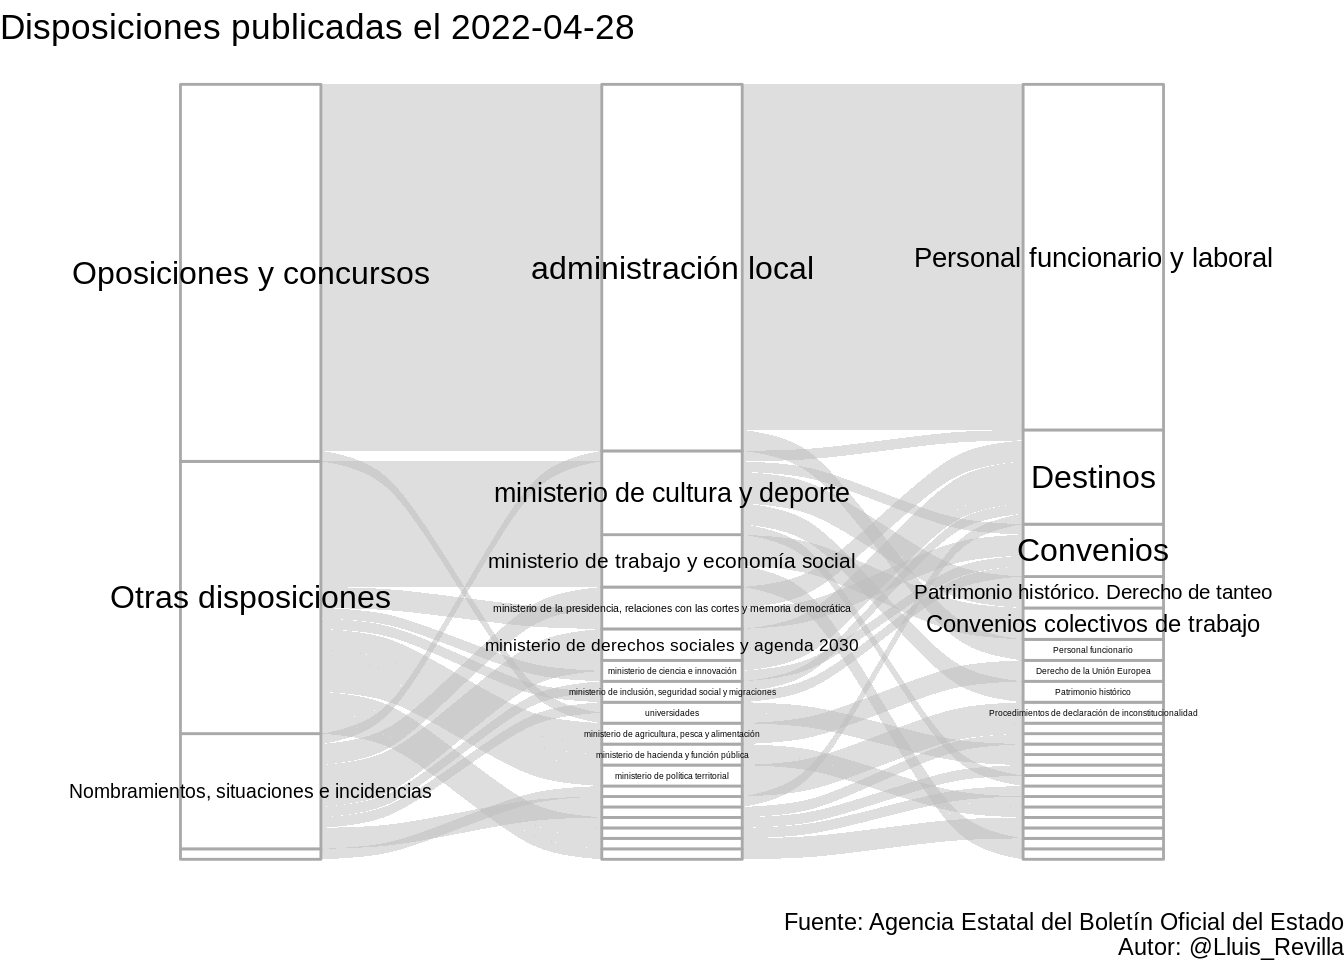 Disposiciones publicadas el 2022-04-28
Oposiciones y concursos
Otras disposiciones
Nombramientos, situaciones e incidencias
administración local
ministerio de cultura y deporte
ministerio de trabajo y economía social
ministerio de la presidencia, relaciones con las cortes y memoria democrática
ministerio de derechos sociales y agenda 2030
ministerio de ciencia e innovación
ministerio de inclusión, seguridad social y migraciones
universidades
ministerio de agricultura, pesca y alimentación
ministerio de hacienda y función pública
ministerio de política territorial
Personal funcionario y laboral
Destinos
Convenios
Patrimonio histórico. Derecho de tanteo
Convenios colectivos de trabajo
Personal funcionario
Derecho de la Unión Europea
Patrimonio histórico
Procedimientos de declaración de inconstitucionalidad
Fuente: Agencia Estatal del Boletín Oficial del Estado
Autor: @Lluis_Revilla